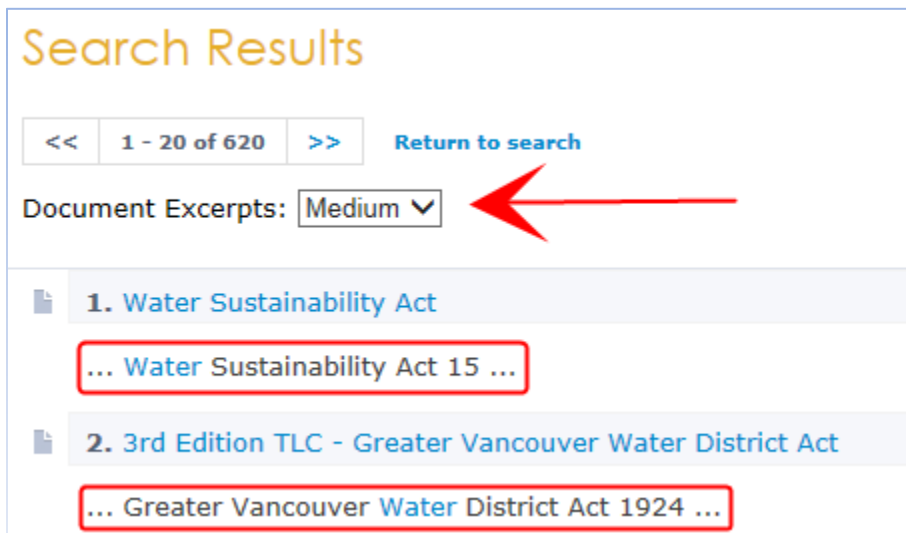 Search Results
<< 1 - 20 of 620 >> Return to search
Document Excerpts: Medium
1. Water Sustainability Act
... Water Sustainability Act 15 ...
2. 3rd Edition TLC - Greater Vancouver Water District Act
... Greater Vancouver Water District Act 1924 ...